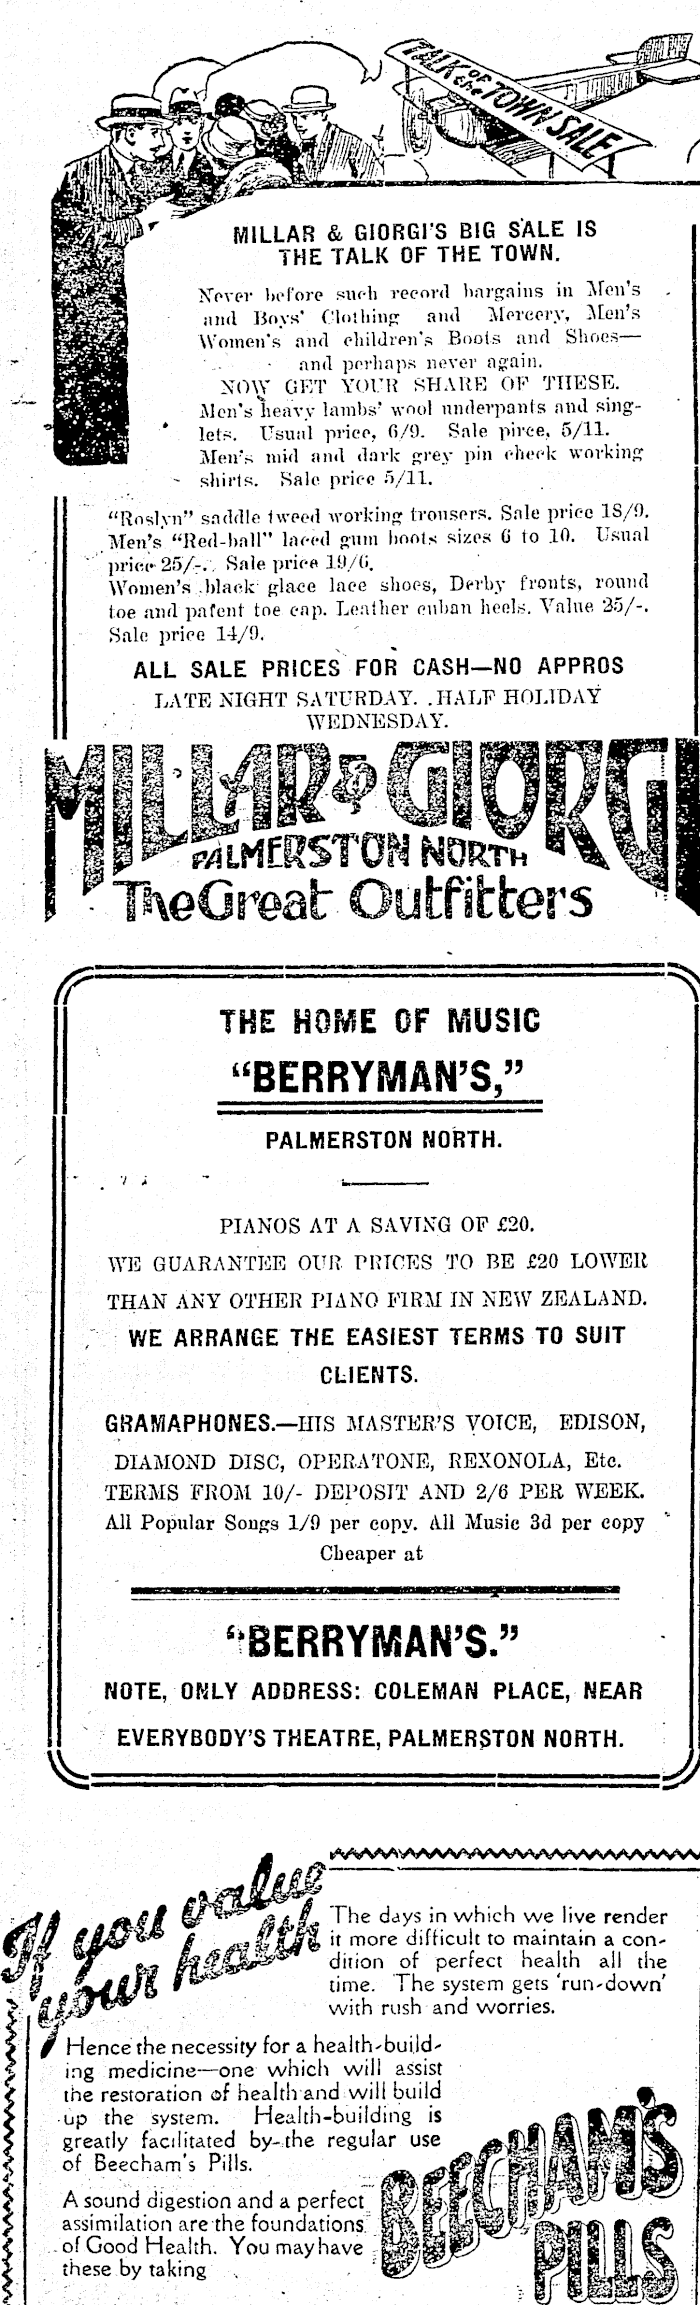 TALK OF the TOWN SALE
MILLAR & GIORGI'S BIG SALE IS
THE TALK OF THE TOWN.
Never before such record bargains in Men's
and Boys' Clothing and Mercery, Men's
Women's and children's Boots and Shoes—
and perhaps never again.
NOW GET YOUR SHARE OF THESE.
Men's heavy lambs' wool underpants and sing-
lets. Usual price, 6/9. Sale pirce, 5/11.
Men's mid and dark grey pin check working
shirts. Sale price 5/11.
"Roslyn" saddle tweed working trousers. Sale price 18/9.
Men's "Red-ball" laced gum boots sizes 6 to 10. Usual
price 25/-. Sale price 19/6.
Women's black glace lace shoes, Derby fronts, round
toe and patent toe cap. Leather cuban heels. Value 25/-.
Sale price 14/9.
ALL SALE PRICES FOR CASH—NO APPROS
LATE NIGHT SATURDAY. .HALF HOLIDAY
WEDNESDAY.
MILLAR & GIORGI
PALMERSTON NORTH
The Great Outfitters
THE HOME OF MUSIC
"BERRYMAN'S,"
PALMERSTON NORTH.
PIANOS AT A SAVING OF £20.
WE GUARANTEE OUR PRICES TO BE £20 LOWER
THAN ANY OTHER PIANO FIRM IN NEW ZEALAND.
WE ARRANGE THE EASIEST TERMS TO SUIT
CLIENTS.
GRAMAPHONES.—HIS MASTER'S VOICE, EDISON,
DIAMOND DISC, OPERATONE, REXONOLA, Etc.
TERMS FROM 10/- DEPOSIT AND 2/6 PER WEEK.
All Popular Songs 1/9 per copy. All Music 3d per copy
Cheaper at
"BERRYMAN'S."
NOTE, ONLY ADDRESS: COLEMAN PLACE, NEAR
EVERYBODY'S THEATRE, PALMERSTON NORTH.
If you value
your health
The days in which we live render
it more difficult to maintain a con-
dition of perfect health all the
time. The system gets 'run-down'
with rush and worries.
Hence the necessity for a health-build-
ing medicine—one which will assist
the restoration of health and will build
up the system. Health-building is
greatly facilitated by the regular use
of Beecham's Pills.
A sound digestion and a perfect
assimilation are the foundations
of Good Health. You may have
these by taking
BEECHAM'S
PILLS